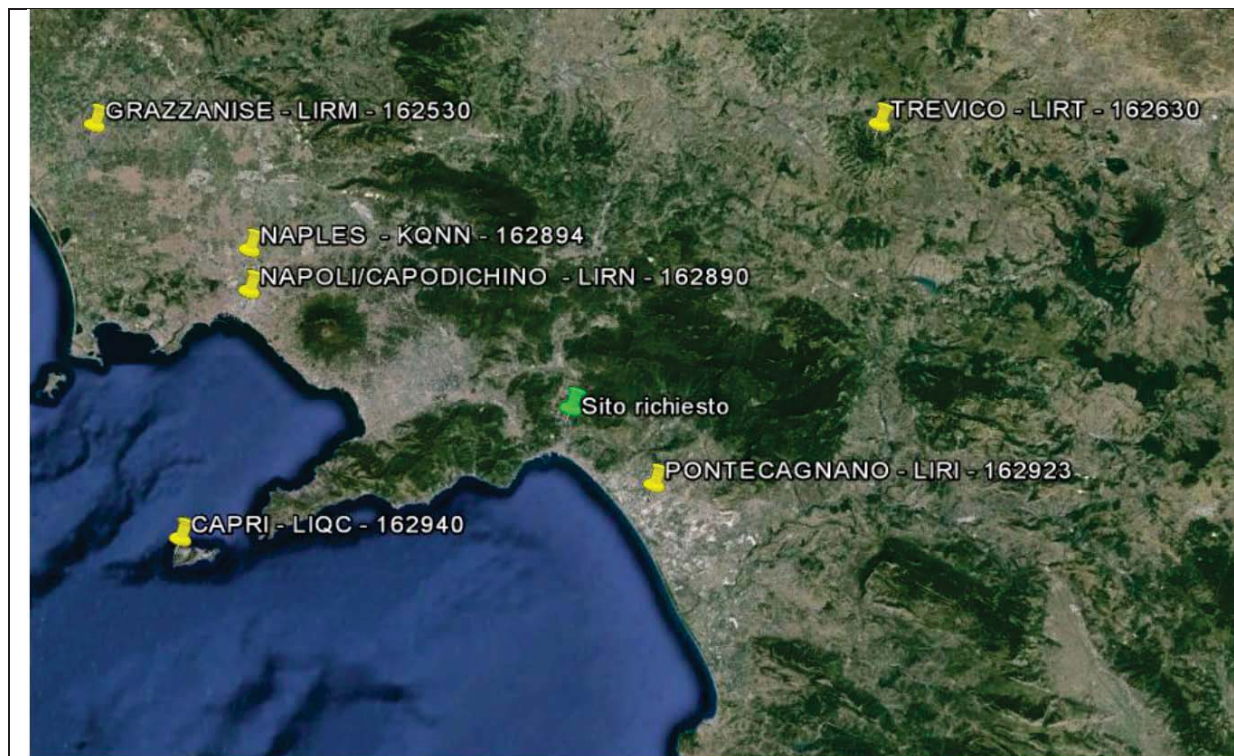 GRAZZANISE - LIRM - 162530
TREVICO - LIRT - 162630
NAPLES - KQNN - 162894
NAPOLI/CAPODICHINO - LIRN - 162890
Sito richiesto
PONTECAGNANO - LIRI - 162923
CAPRI - LIQC - 162940